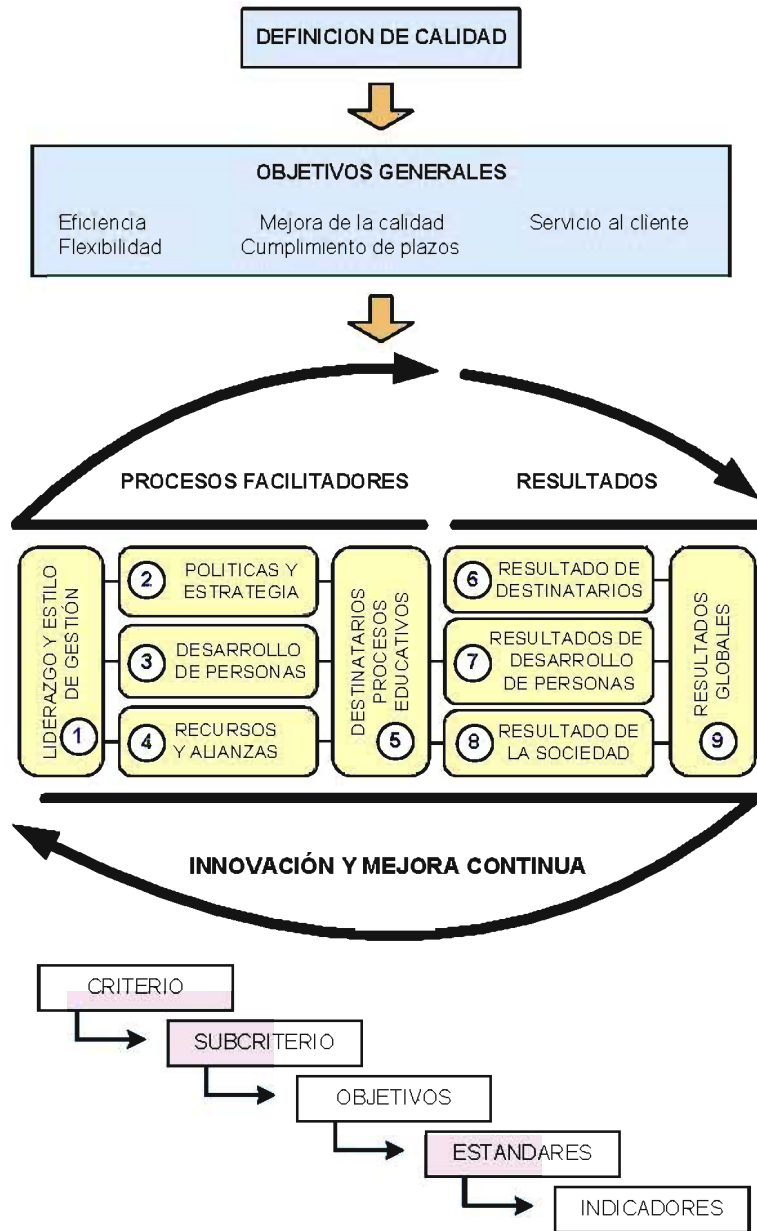 DEFINICION DE CALIDAD
OBJETIVOS GENERALES
Eficiencia Mejora de la calidad Servicio al cliente
Flexibilidad Cumplimiento de plazos
PROCESOS FACILITADORES RESULTADOS
LIDERAZGO Y ESTILO
DE GESTIÓN
1
2
POLITICAS Y
ESTRATEGIA
3
DESARROLLO
DE PERSONAS
4
RECURSOS
Y ALIANZAS
DESTINATARIOS
PROCESOS
EDUCATIVOS
5
6
RESULTADO DE
DESTINATARIOS
7
RESULTADOS DE
DESARROLLO
DE PERSONAS
8
RESULTADO DE
LA SOCIEDAD
RESULTADOS
GLOBALES
9
INNOVACIÓN Y MEJORA CONTINUA
CRITERIO
SUBCRITERIO
OBJETIVOS
ESTANDARES
INDICADORES